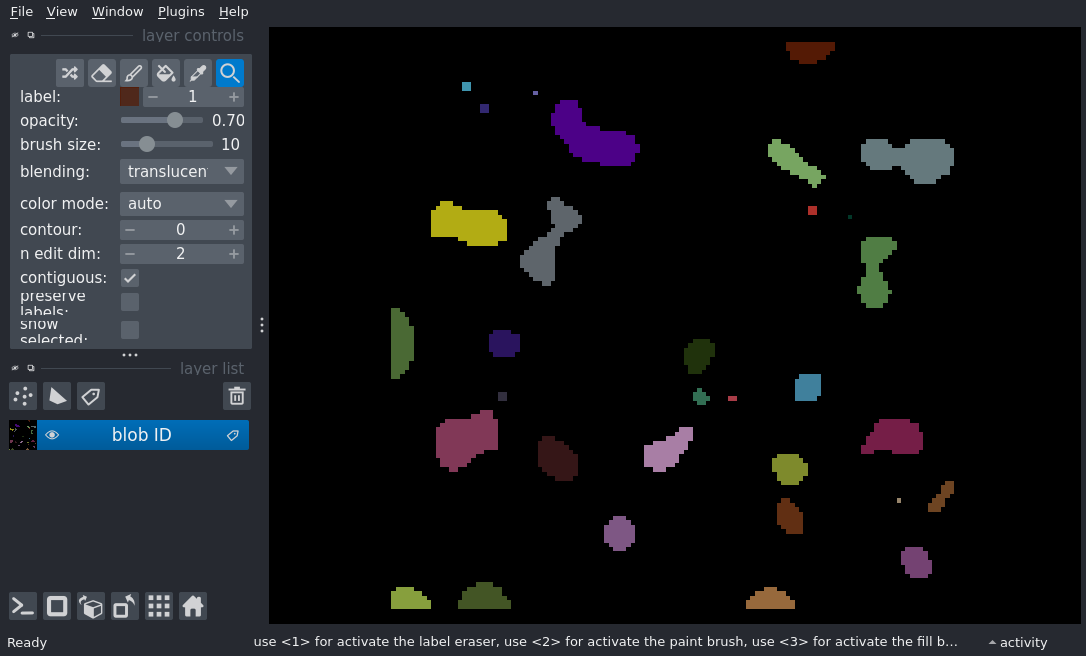 File View Window Plugins Help
layer controls
label: 1
opacity: 0.70
brush size: 10
blending: translucen
color mode: auto
contour: 0
n edit dim: 2
contiguous:
preserve
labels:
show
selected:
layer list
blob ID
Ready use <1> for activate the label eraser, use <2> for activate the paint brush, use <3> for activate the fill b... activity